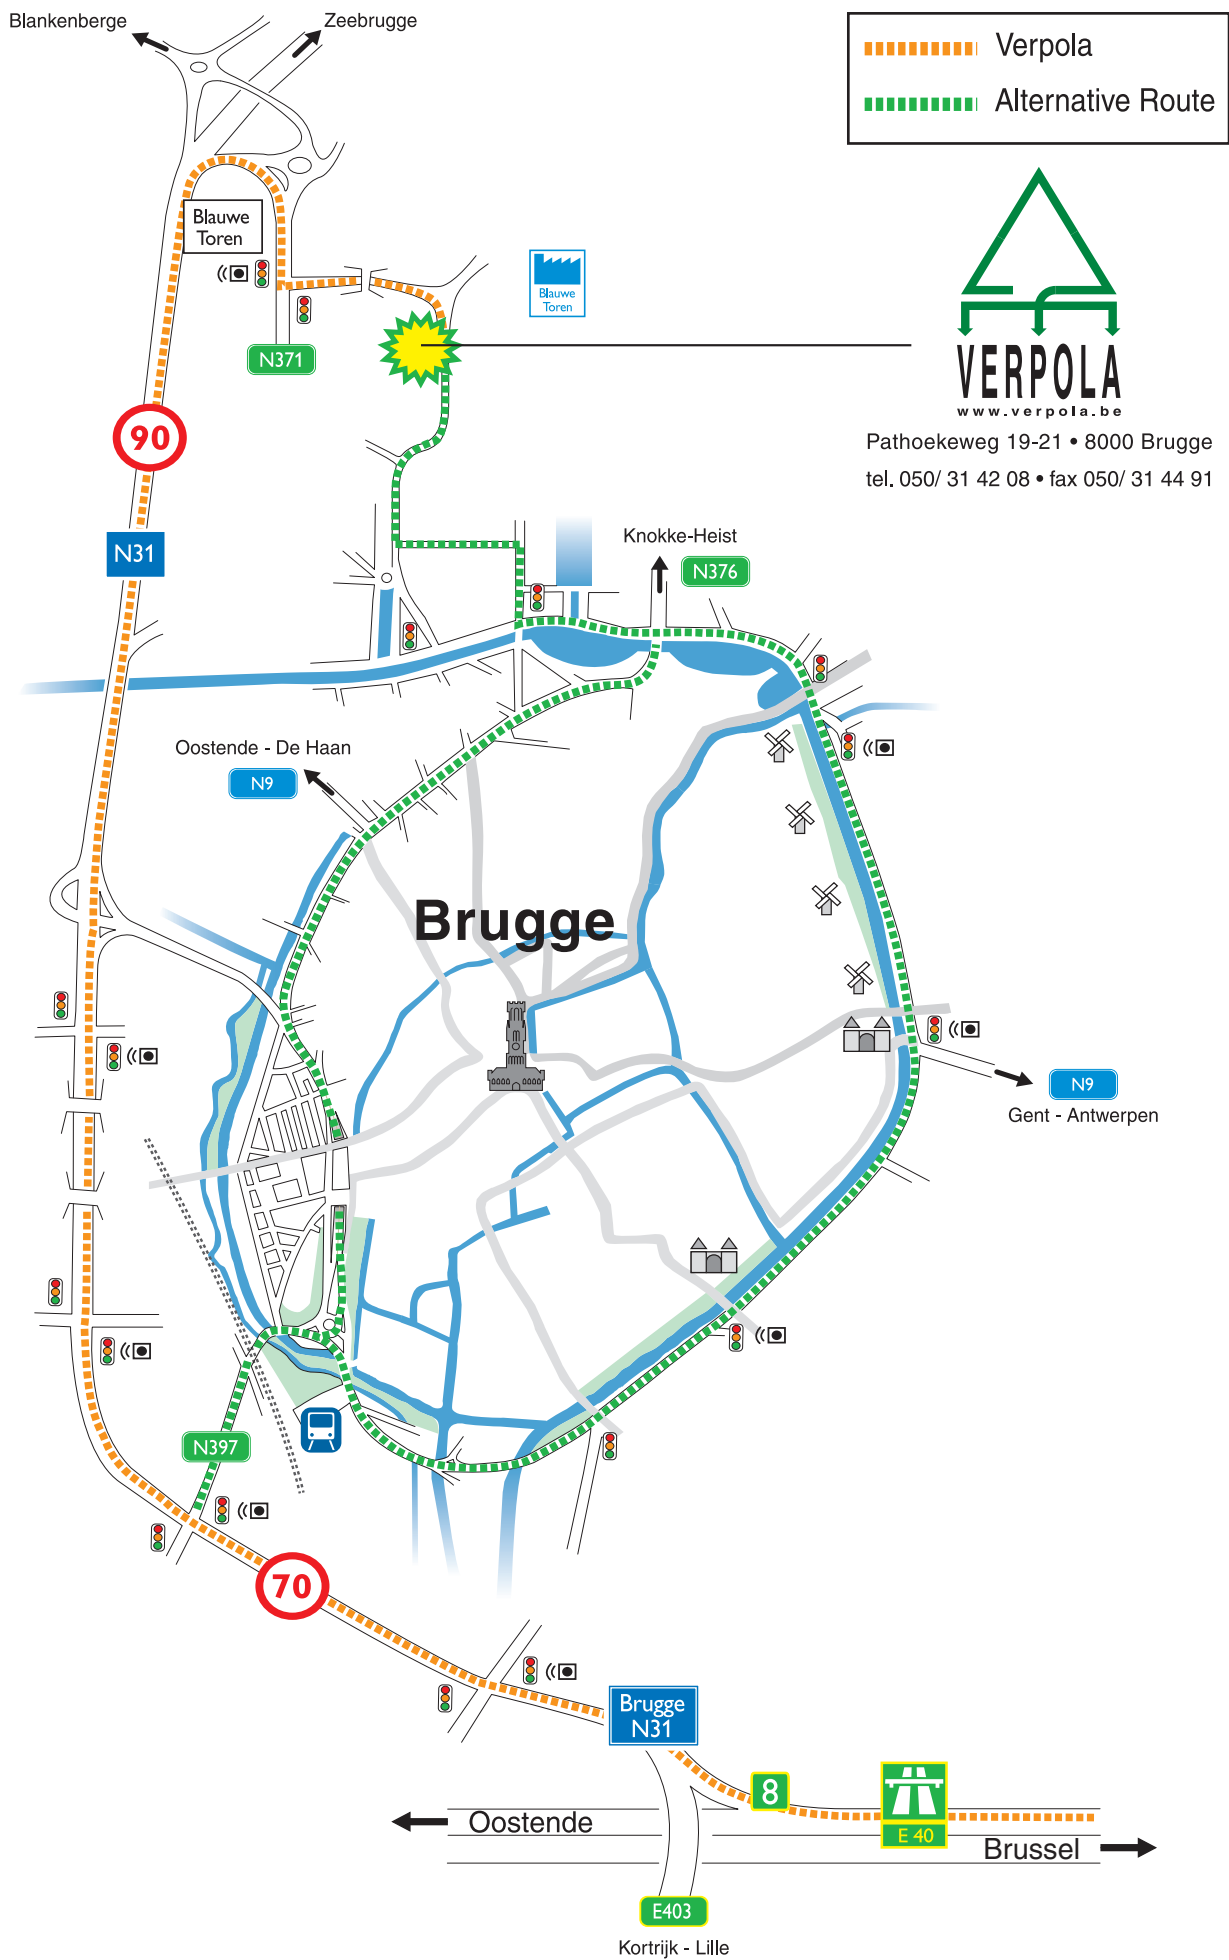 Blankenberge
Zeebrugge
Verpola
Alternative Route
Blauwe
Toren
Blauwe
Toren
N371
VERPOLA
www.verpola.be
Pathoekeweg 19-21 • 8000 Brugge
tel. 050/ 31 42 08 • fax 050/ 31 44 91
90
N31
Knokke-Heist
N376
Oostende - De Haan
N9
Brugge
N9
Gent - Antwerpen
N397
70
Brugge
N31
8
E 40
Oostende
Brussel
E403
Kortrijk - Lille